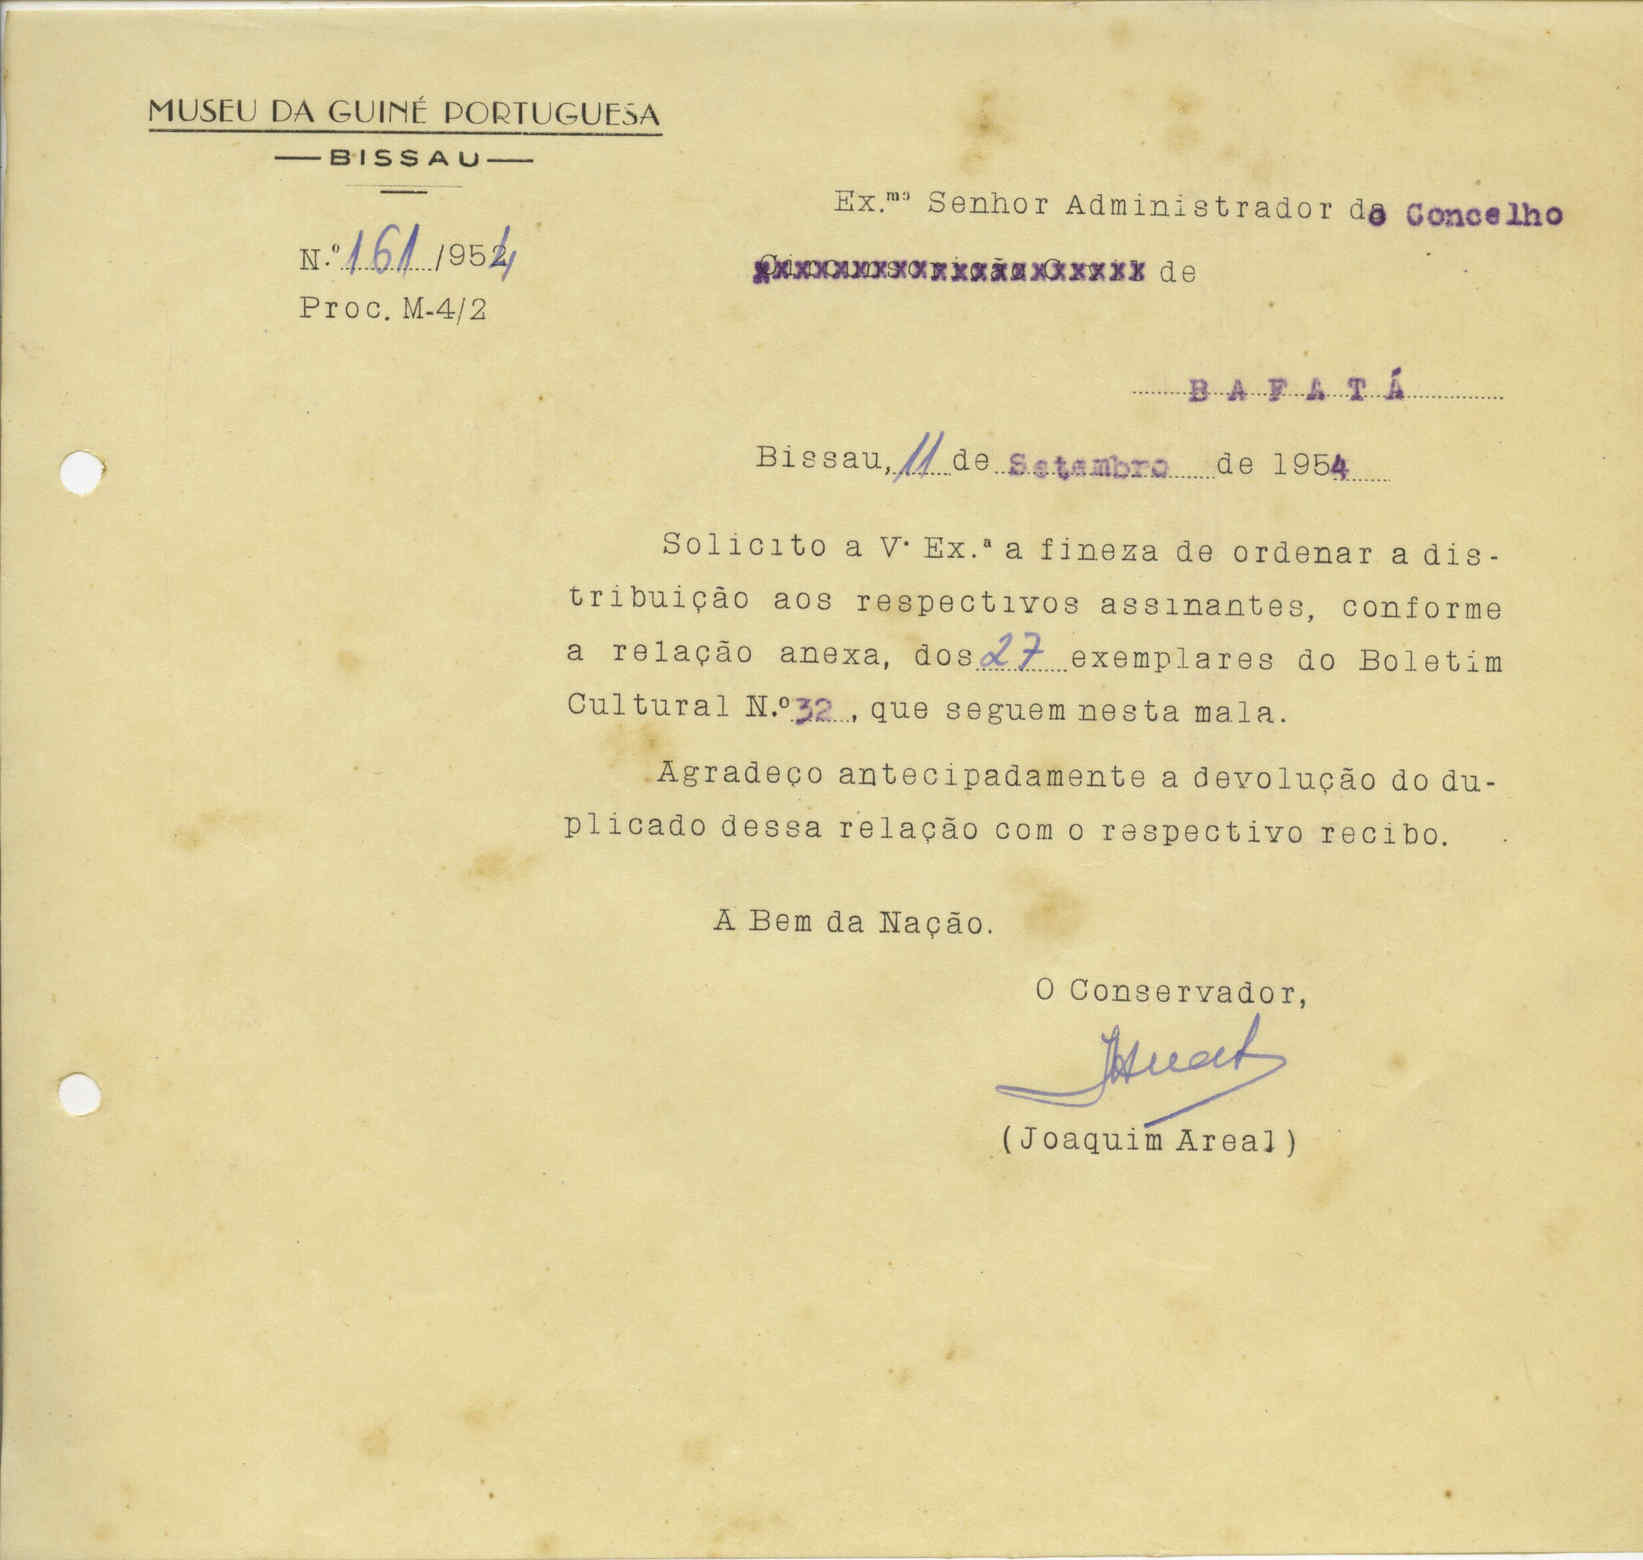 MUSEU DA GUINÉ PORTUGUESA
— BISSAU —
N.º 161/954
Proc. M-4/2
Ex.mo Senhor Administrador do Concelho
de
BAFATÁ
Bissau, 11 de Setembro de 1954
Solicito a V. Ex.ª a fineza de ordenar a dis-
tribuição aos respectivos assinantes, conforme
a relação anexa, dos 27 exemplares do Boletim
Cultural N.º 32, que seguem nesta mala.
Agradeço antecipadamente a devolução do du-
plicado dessa relação com o respectivo recibo.
A Bem da Nação.
O Conservador,
(Joaquim Areal)